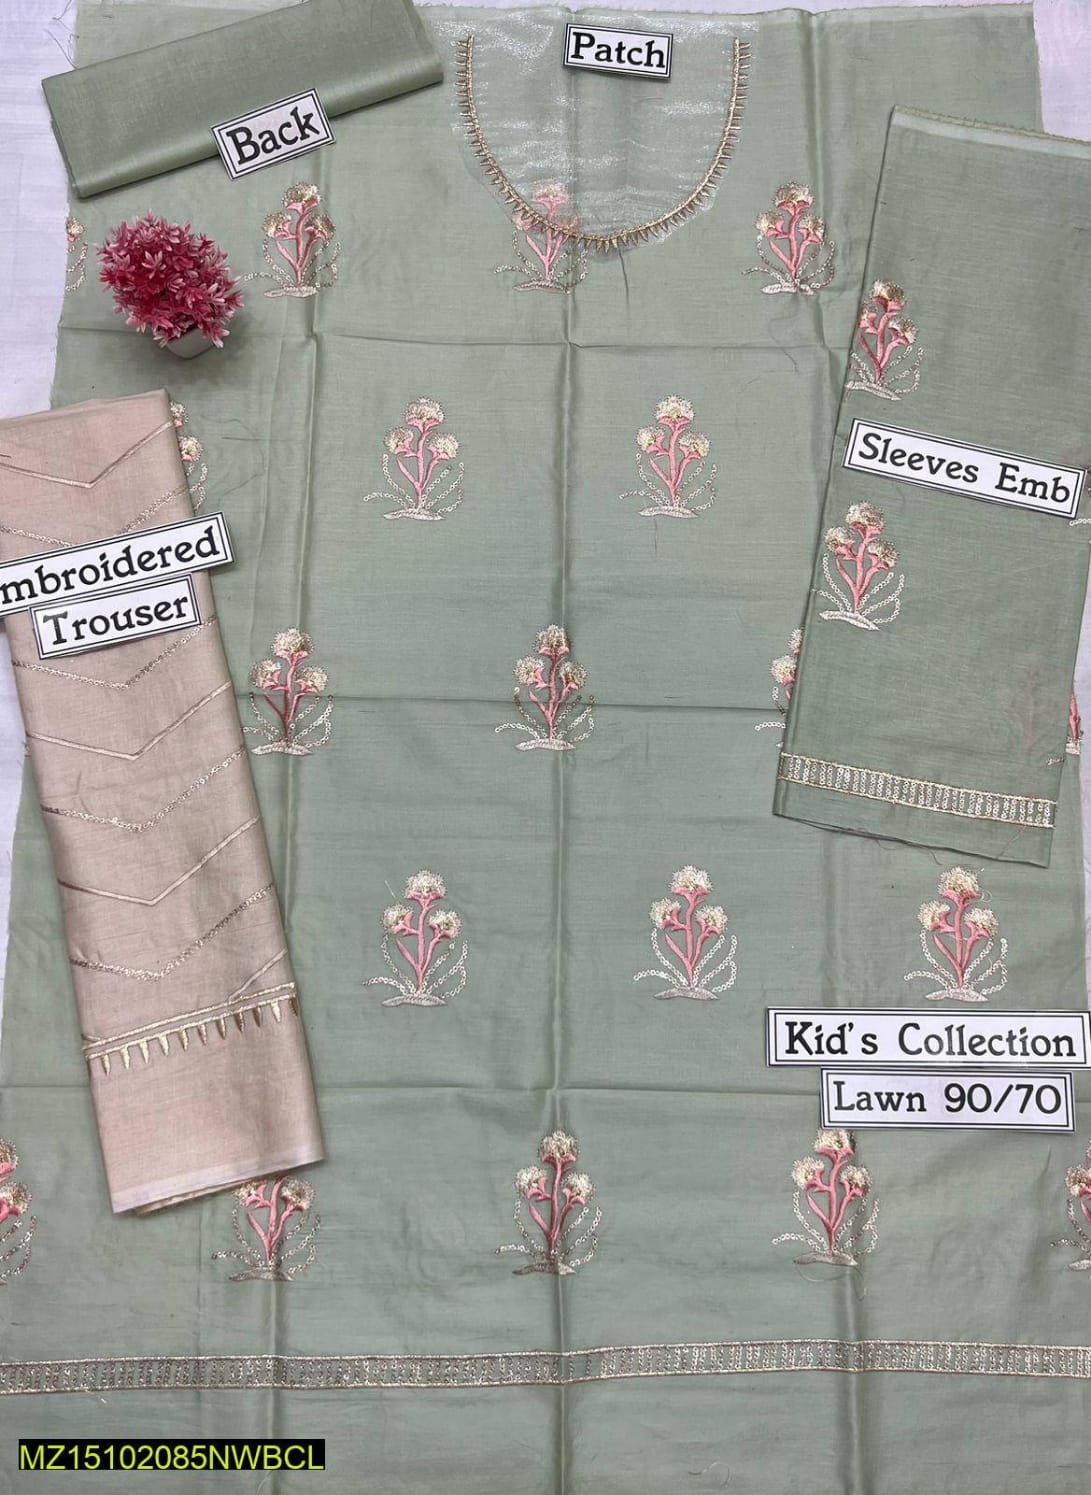 Patch
Back
Sleeves Emb
mbroidered
Trouser
Kid's Collection
Lawn 90/70
MZ15102085NWBCL